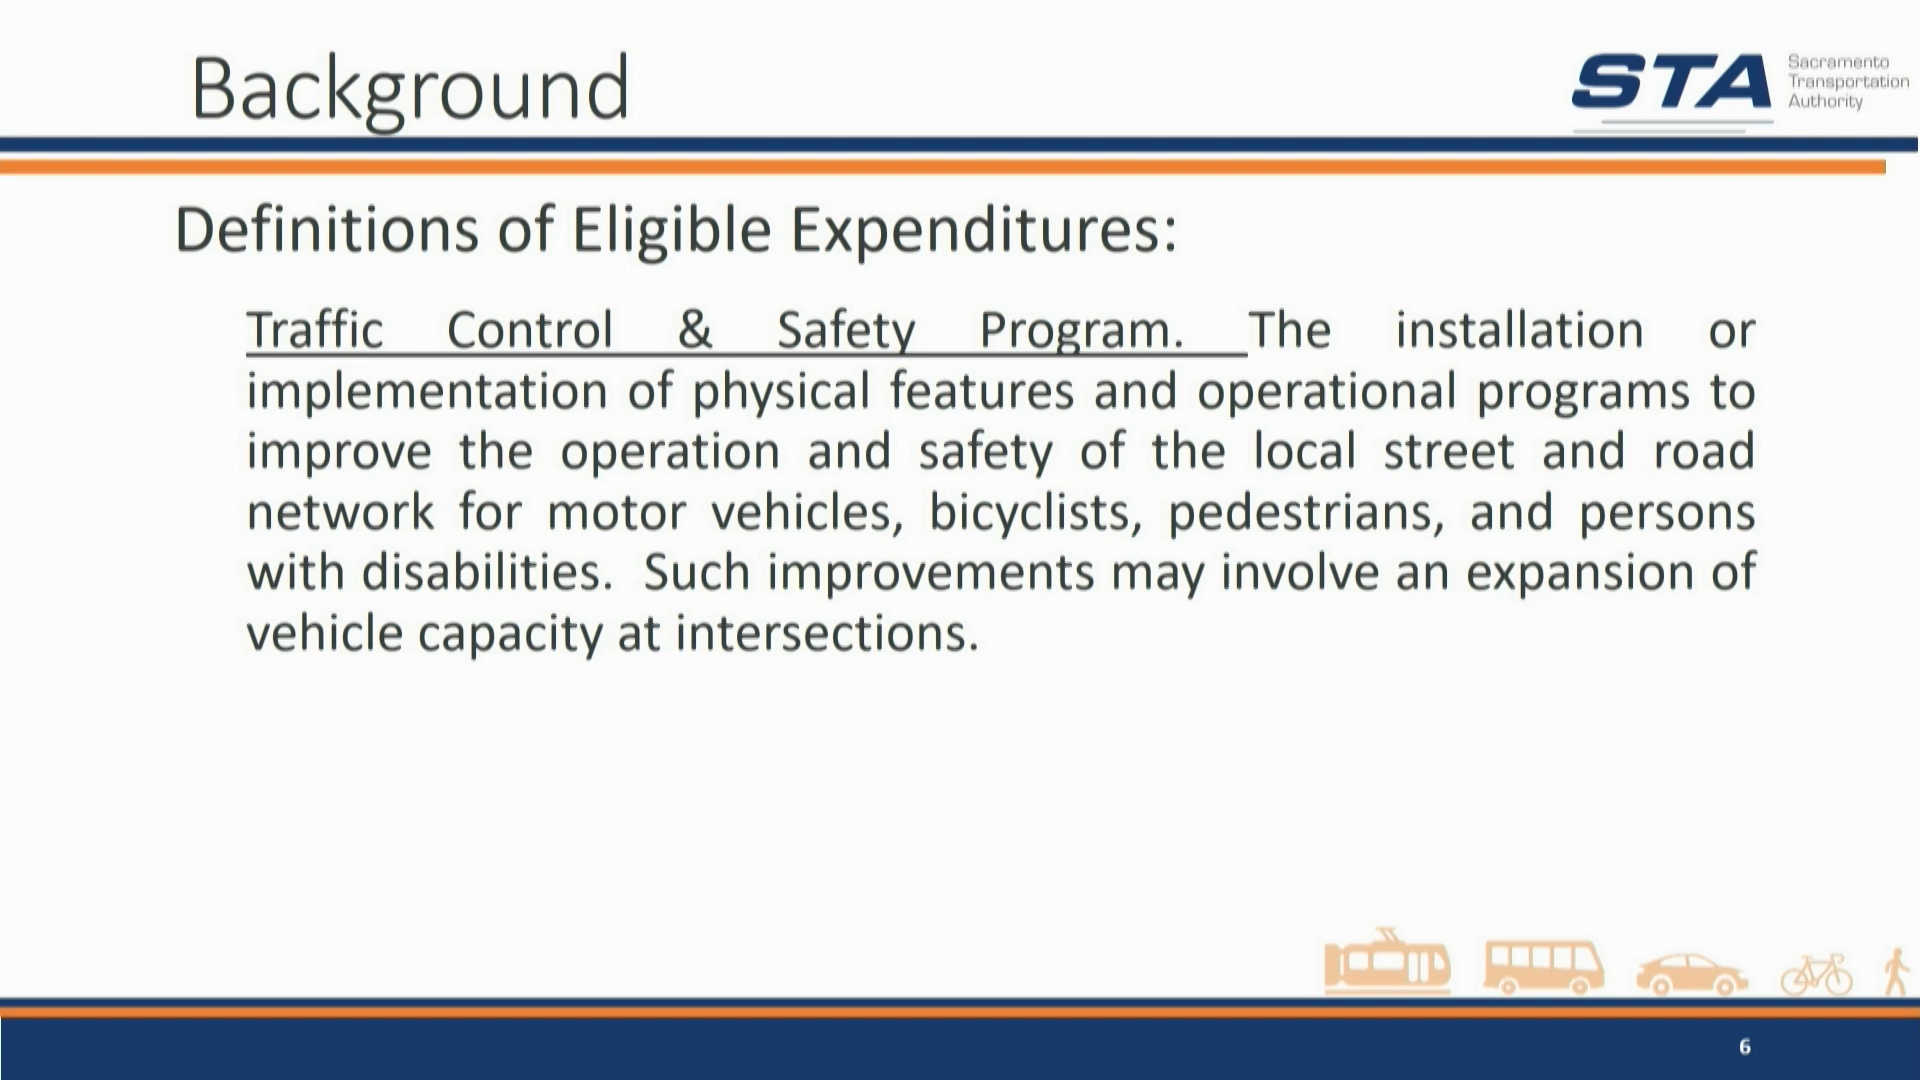 Background
STA
Sacramento
Transportation
Authority
Definitions of Eligible Expenditures:
Traffic Control & Safety Program. The installation or
implementation of physical features and operational programs to
improve the operation and safety of the local street and road
network for motor vehicles, bicyclists, pedestrians, and persons
with disabilities.  Such improvements may involve an expansion of
vehicle capacity at intersections.
6